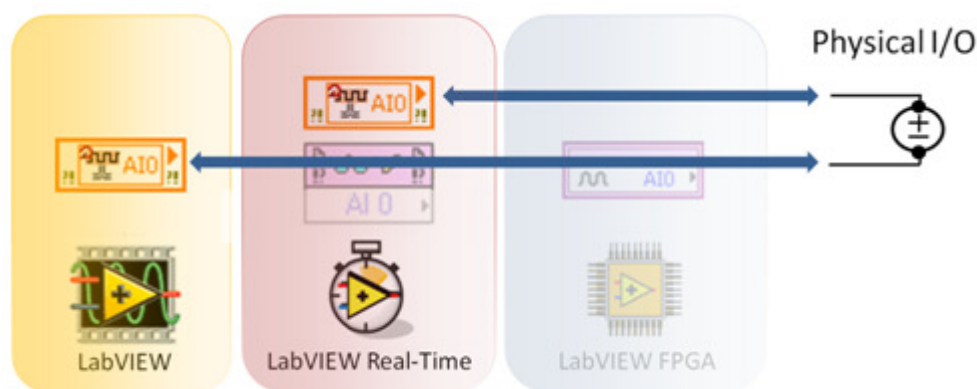 Physical I/O
AI0
AI0
AI 0
AI0
LabVIEW
LabVIEW Real-Time
LabVIEW FPGA